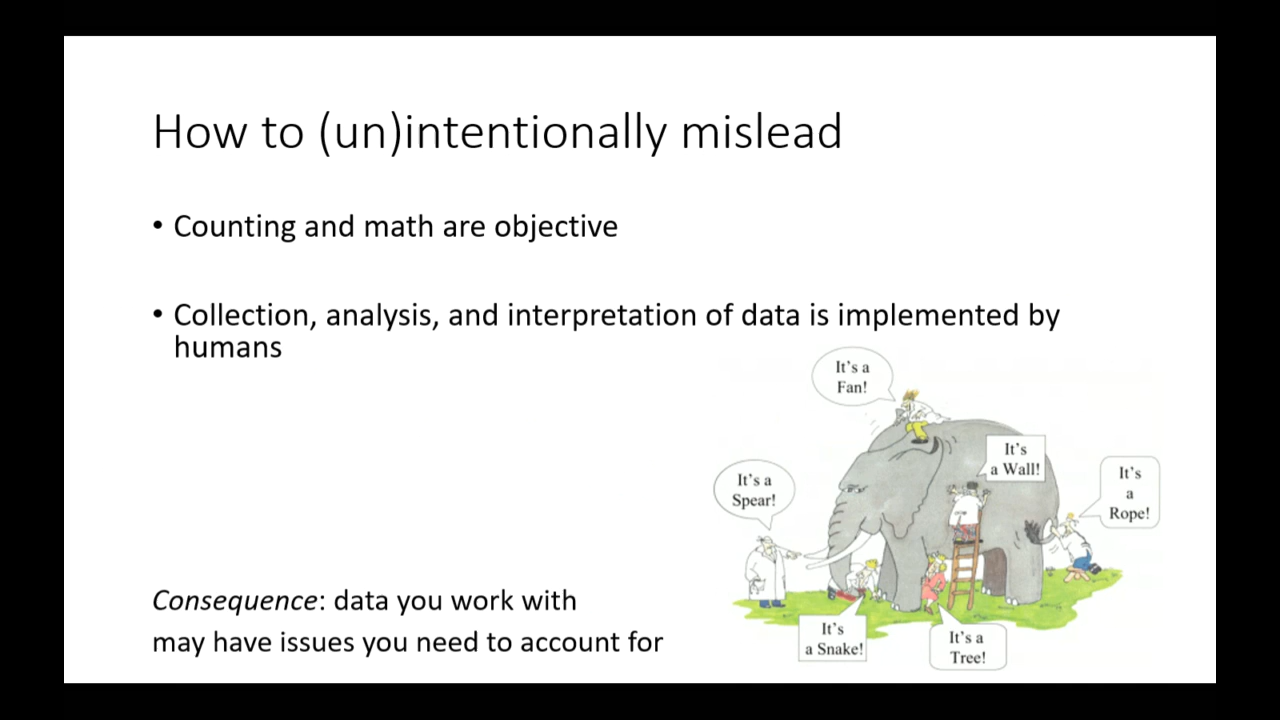 How to (un)intentionally mislead
• Counting and math are objective
• Collection, analysis, and interpretation of data is implemented by
humans
It's a
Fan!
It's
a Wall!
It's a
Spear!
It's
a
Rope!
It's
a Snake!
It's a
Tree!
Consequence: data you work with
may have issues you need to account for